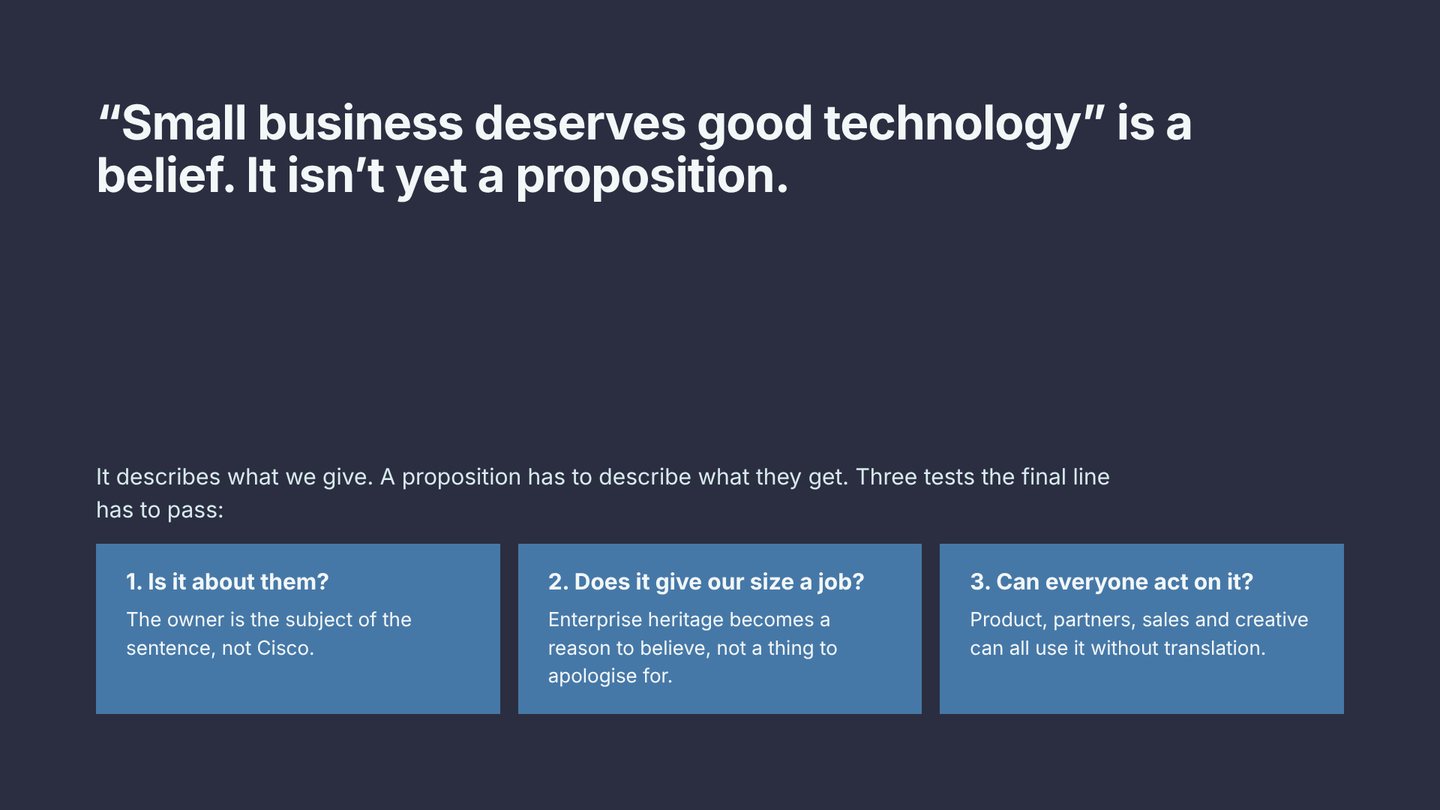 “Small business deserves good technology” is a
belief. It isn’t yet a proposition.
It describes what we give. A proposition has to describe what they get. Three tests the final line
has to pass:
1. Is it about them?
The owner is the subject of the
sentence, not Cisco.
2. Does it give our size a job?
Enterprise heritage becomes a
reason to believe, not a thing to
apologise for.
3. Can everyone act on it?
Product, partners, sales and creative
can all use it without translation.